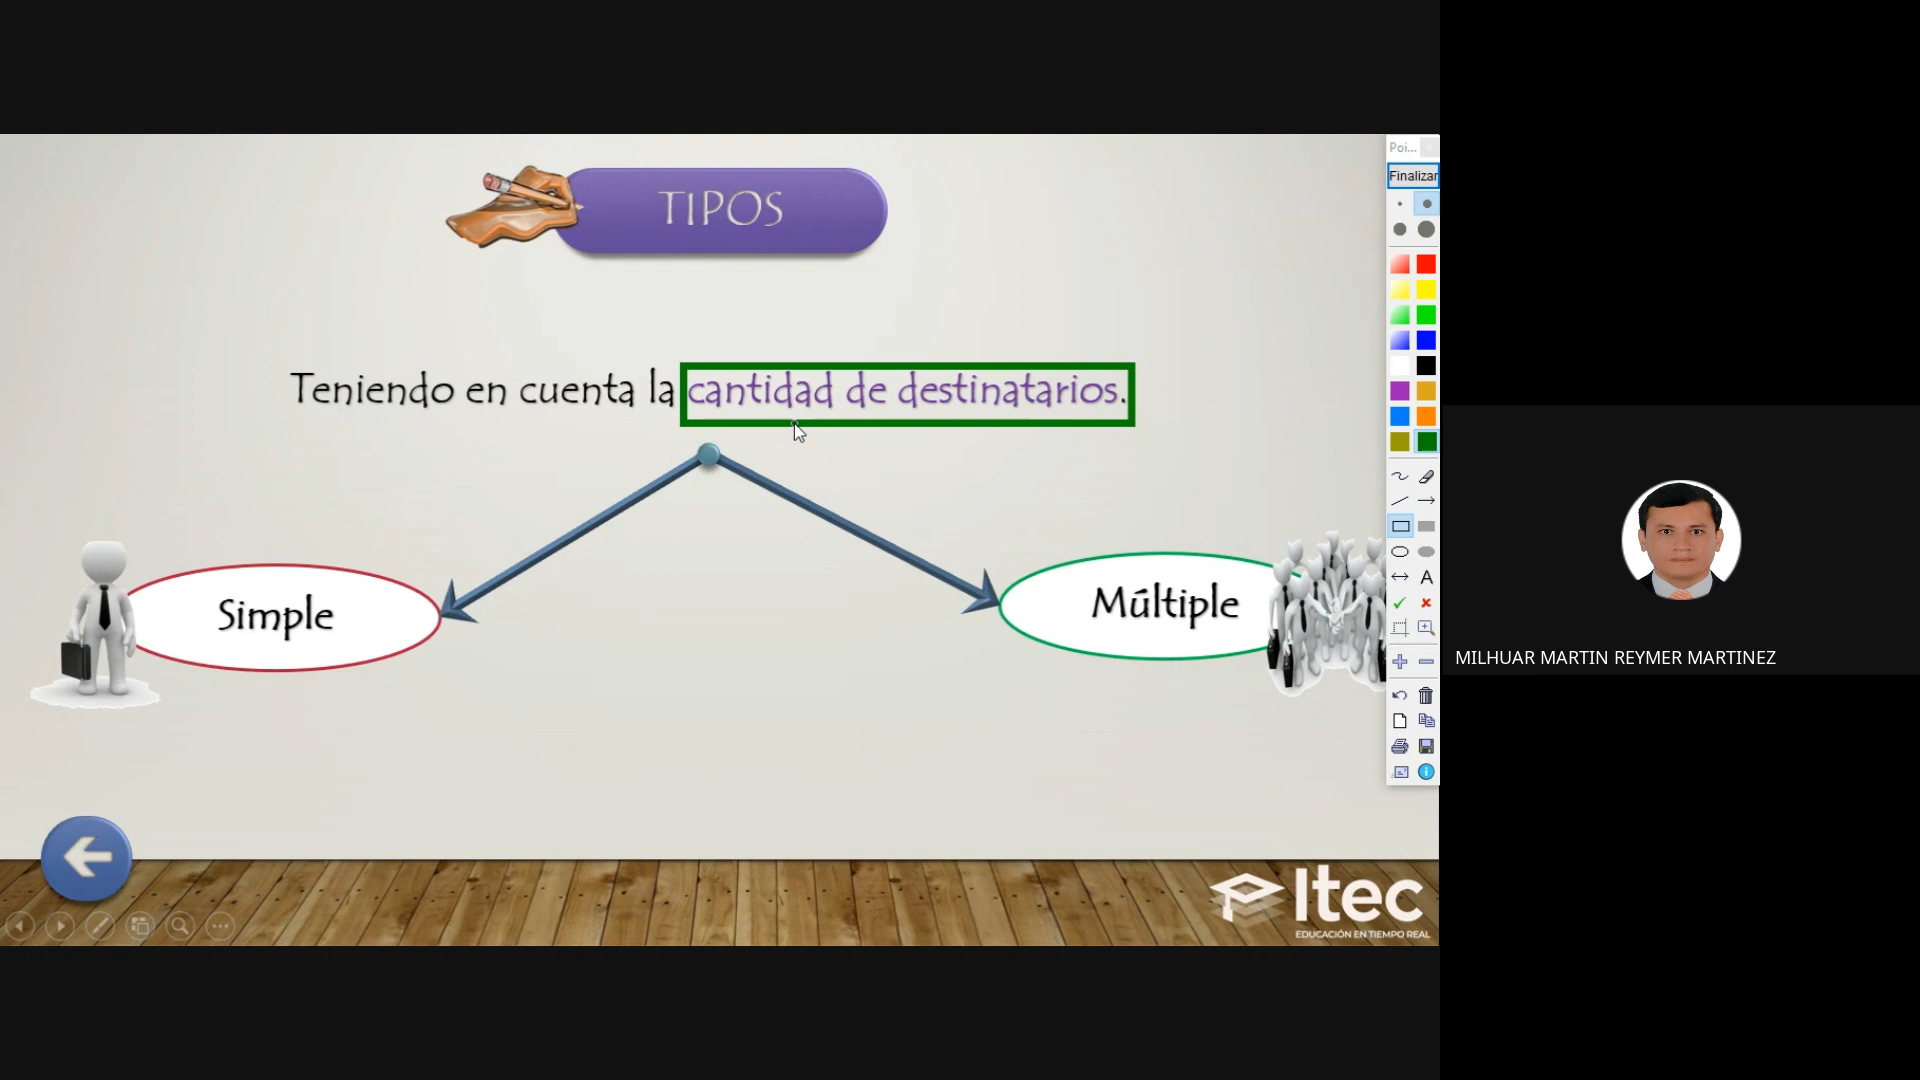 Poi...
Finalizar
TIPOS
Teniendo en cuenta la cantidad de destinatarios.
Simple
Múltiple
A
MILHUAR MARTIN REYMER MARTINEZ
Itec
EDUCACIÓN EN TIEMPO REAL